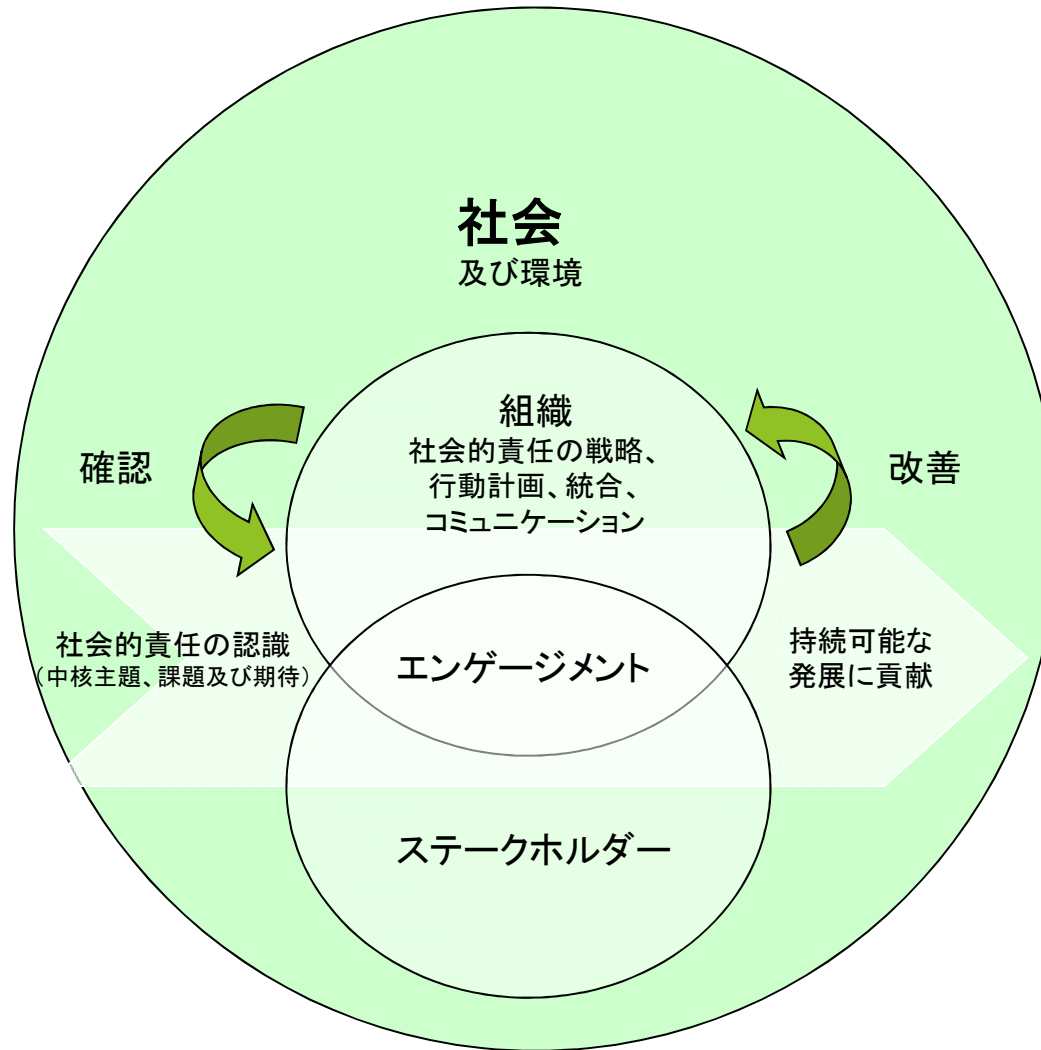 社会
及び環境
組織
社会的責任の戦略、
行動計画、統合、
コミュニケーション
確認
改善
社会的責任の認識
（中核主題、課題及び期待）
エンゲージメント
持続可能な
発展に貢献
ステークホルダー